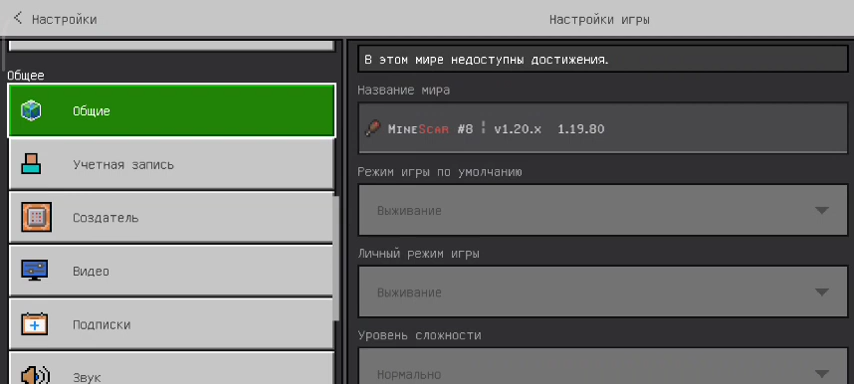 Настройки
Настройки игры
Общее
Общие
Учетная запись
Создатель
Видео
Подписки
Звук
В этом мире недоступны достижения.
Название мира
MineScar #8 ¦ v1.20.x 1.19.80
Режим игры по умолчанию
Выживание
Личный режим игры
Выживание
Уровень сложности
Нормально